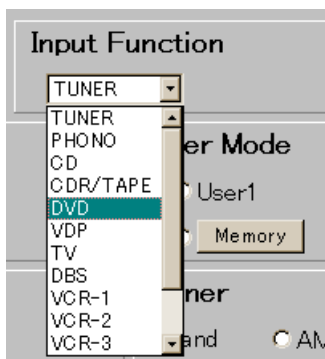 Input Function
TUNER
TUNER
PHONO
CD
er Mode
CDR/TAPE
User1
DVD
VDP
Memory
TV
DBS
ner
VCR-1
VCR-2
and
AM
VCR-3